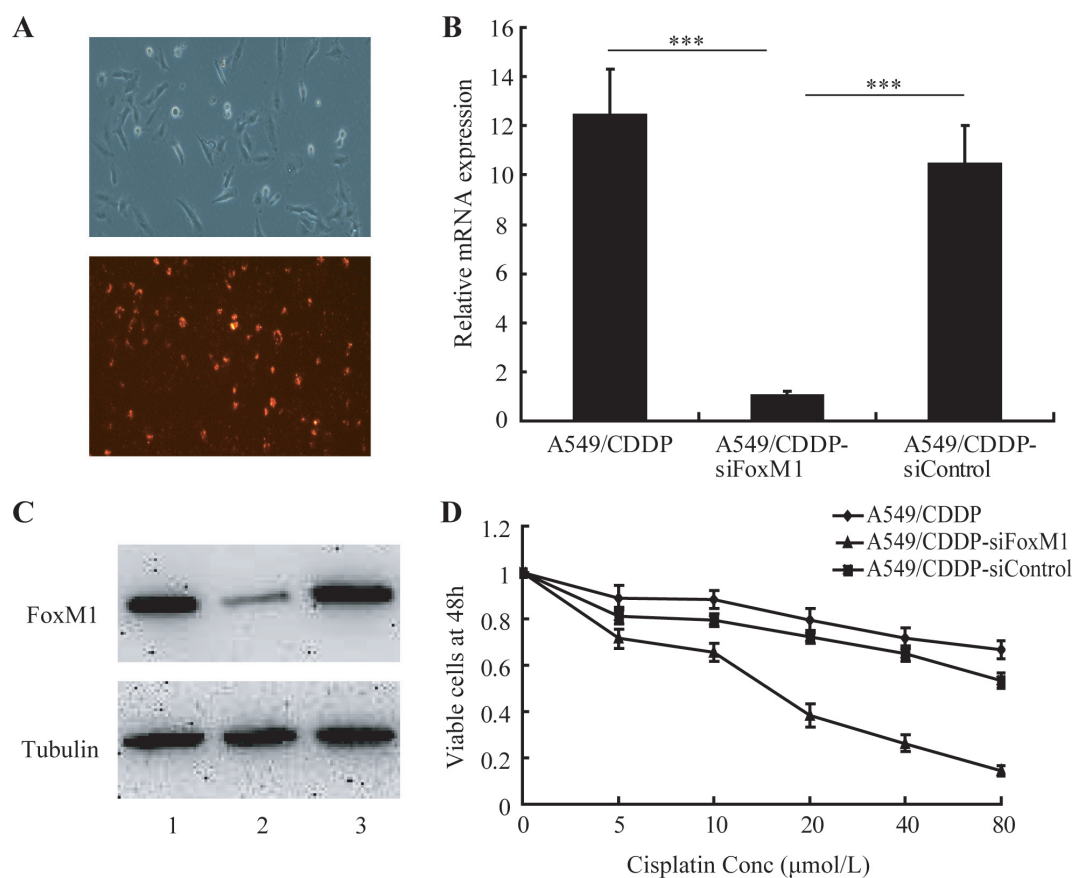 A
B
16
14
12
10
8
6
4
2
0
Relative mRNA expression
***
***
A549/CDDP
A549/CDDP-
siFoxM1
A549/CDDP-
siControl
C
FoxM1
Tubulin
1 2 3
D
A549/CDDP
A549/CDDP-siFoxM1
A549/CDDP-siControl
1.2
1
0.8
0.6
0.4
0.2
0
Viable cells at 48h
0 5 10 20 40 80
Cisplatin Conc (μmol/L)